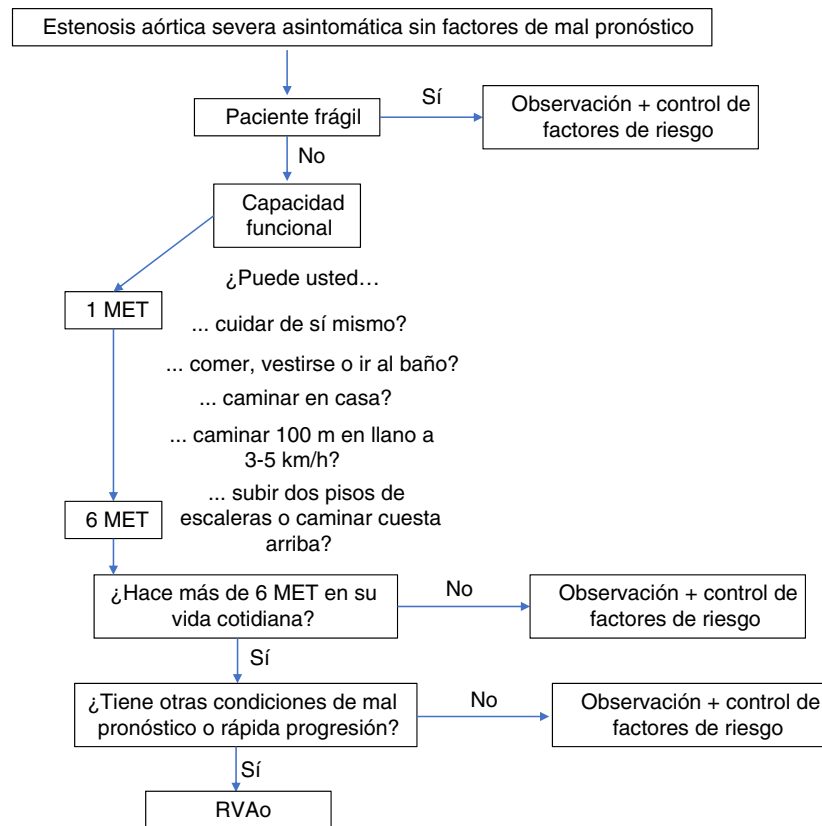 Estenosis aórtica severa asintomática sin factores de mal pronóstico
Paciente frágil
Sí
Observación + control de
factores de riesgo
No
Capacidad
funcional
¿Puede usted…
1 MET
... cuidar de sí mismo?
... comer, vestirse o ir al baño?
... caminar en casa?
... caminar 100 m en llano a
3-5 km/h?
... subir dos pisos de
escaleras o caminar cuesta
arriba?
6 MET
¿Hace más de 6 MET en su
vida cotidiana?
No
Observación + control de
factores de riesgo
Sí
¿Tiene otras condiciones de mal
pronóstico o rápida progresión?
No
Observación + control de
factores de riesgo
Sí
RVAo